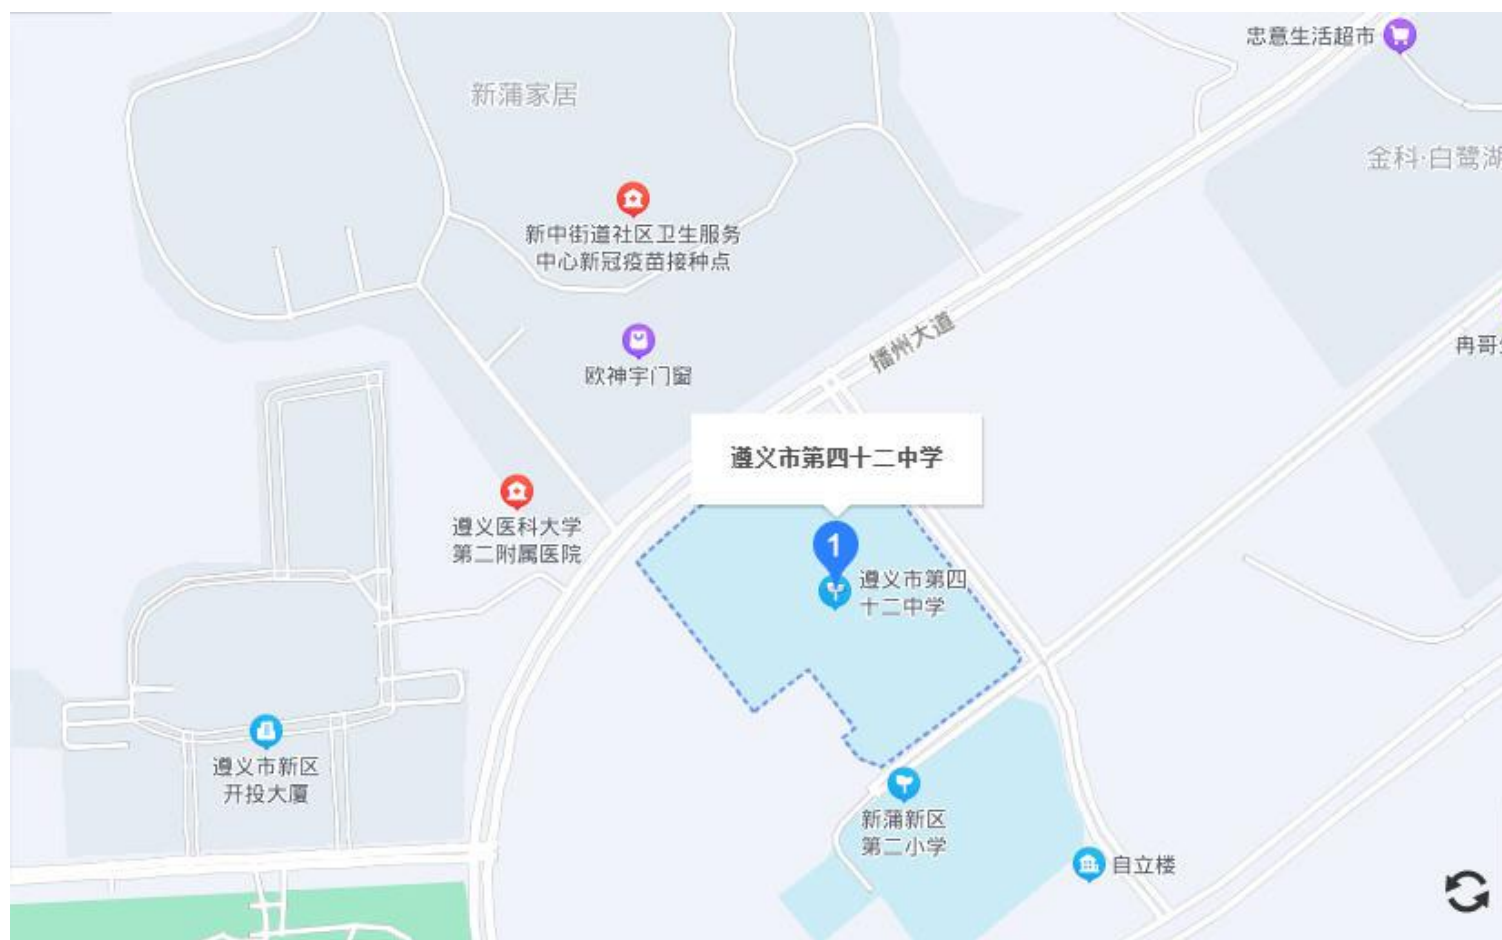 忠意生活超市
新蒲家居
金科·白鹭湖
新中街道社区卫生服务
中心新冠疫苗接种点
播州大道
冉哥
欧神宇门窗
遵义市第四十二中学
遵义医科大学
第二附属医院
1
遵义市第四
十二中学
遵义市新区
开投大厦
新蒲新区
第二小学
自立楼